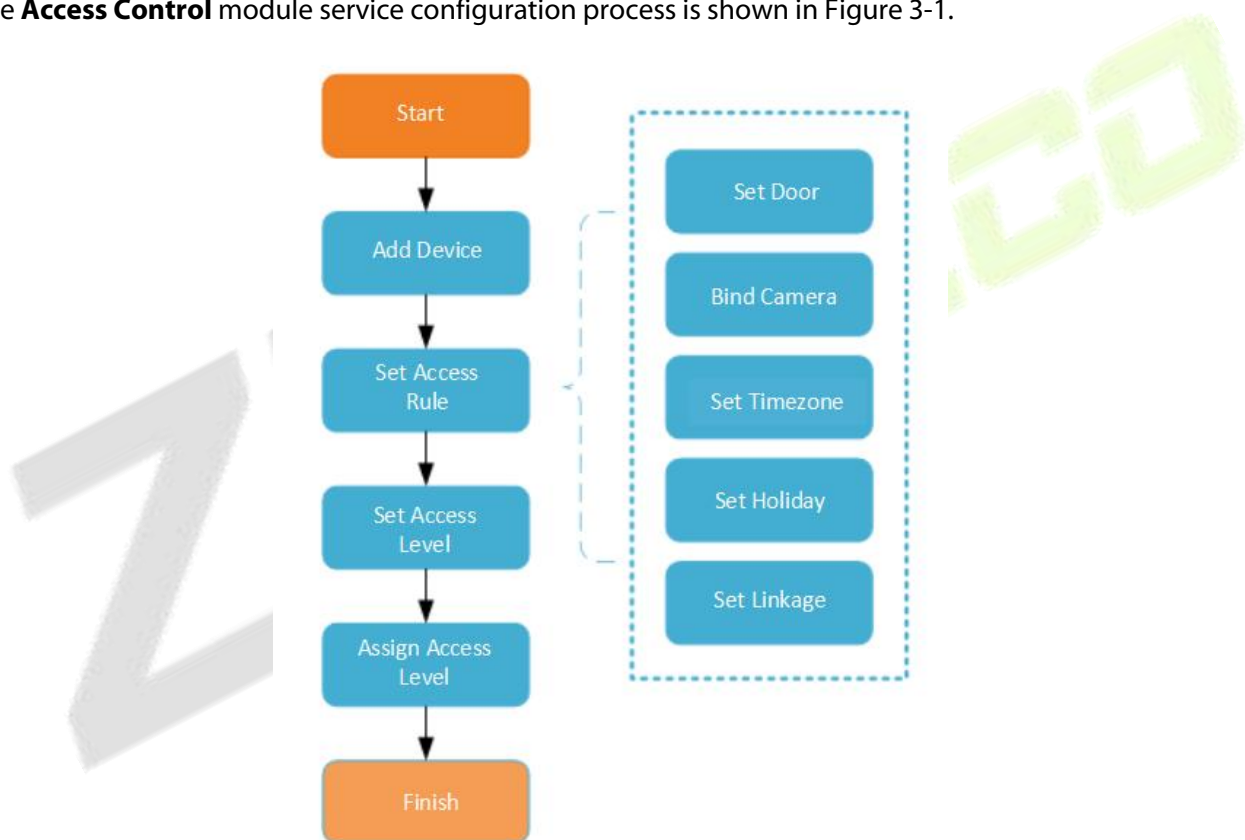 e Access Control module service configuration process is shown in Figure 3-1.
Start
Add Device
Set Access
Rule
Set Access
Level
Assign Access
Level
Finish
Set Door
Bind Camera
Set Timezone
Set Holiday
Set Linkage